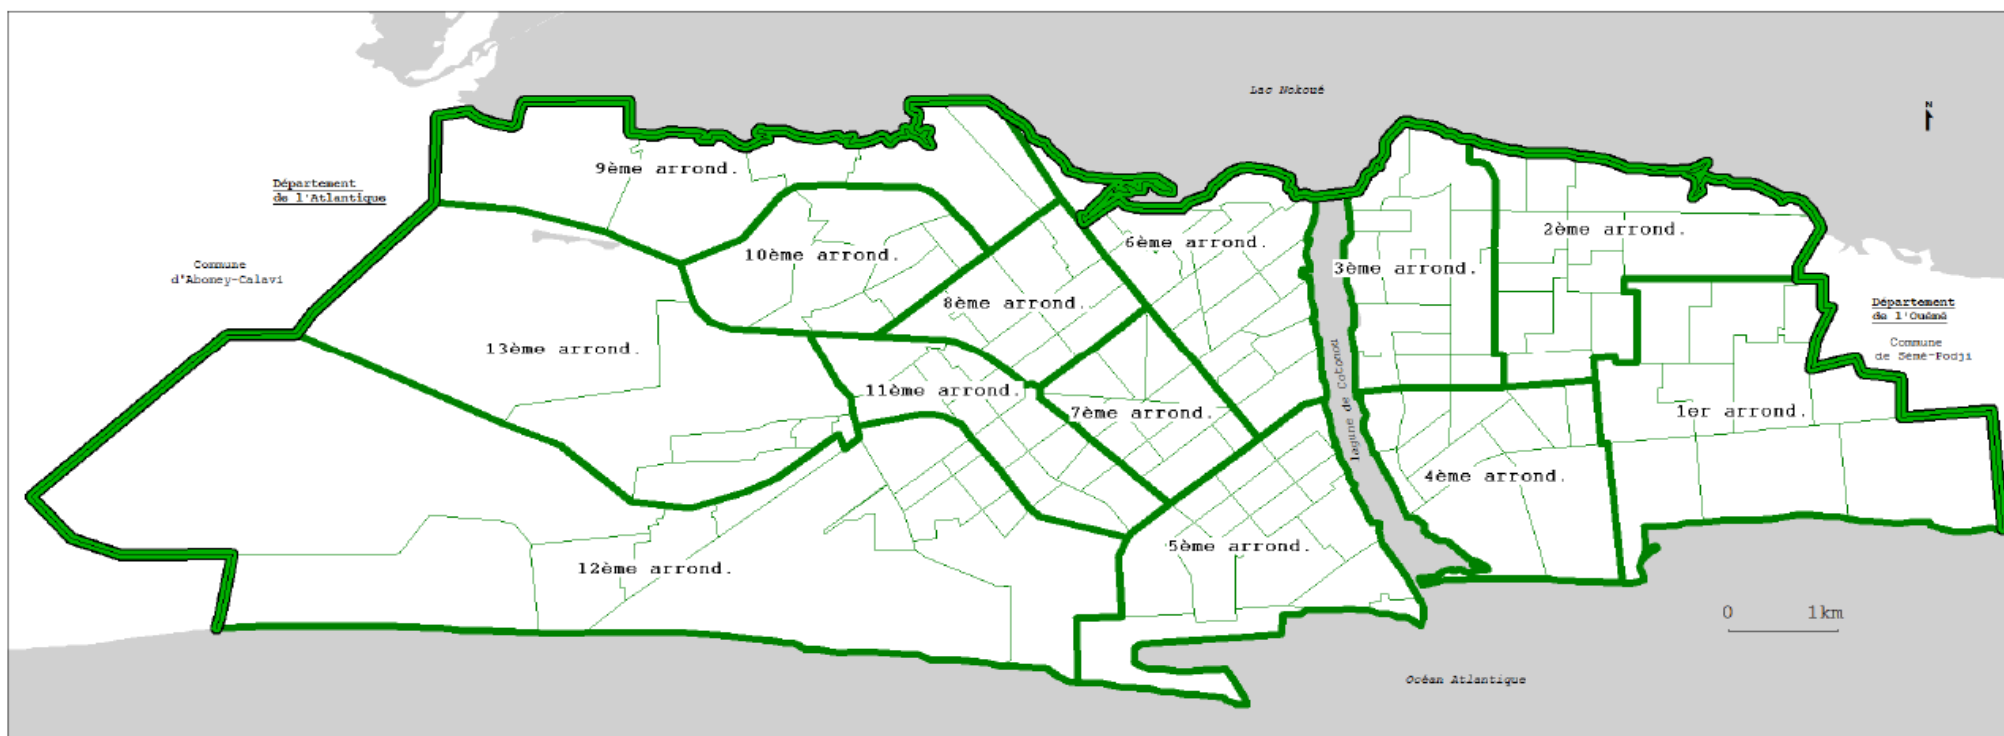 Lac Nokoué
N
9ème arrond.
Département
de l'Atlantique
2ème arrond.
6ème arrond.
10ème arrond.
3ème arrond.
Commune
d'Abomey-Calavi
8ème arrond.
Département
de l'Ouémé
Commune
de Sèmè-Podji
13ème arrond.
11ème arrond.
7ème arrond.
1er arrond.
lagune de Cotonou
4ème arrond.
5ème arrond.
12ème arrond.
0 1km
Océan Atlantique